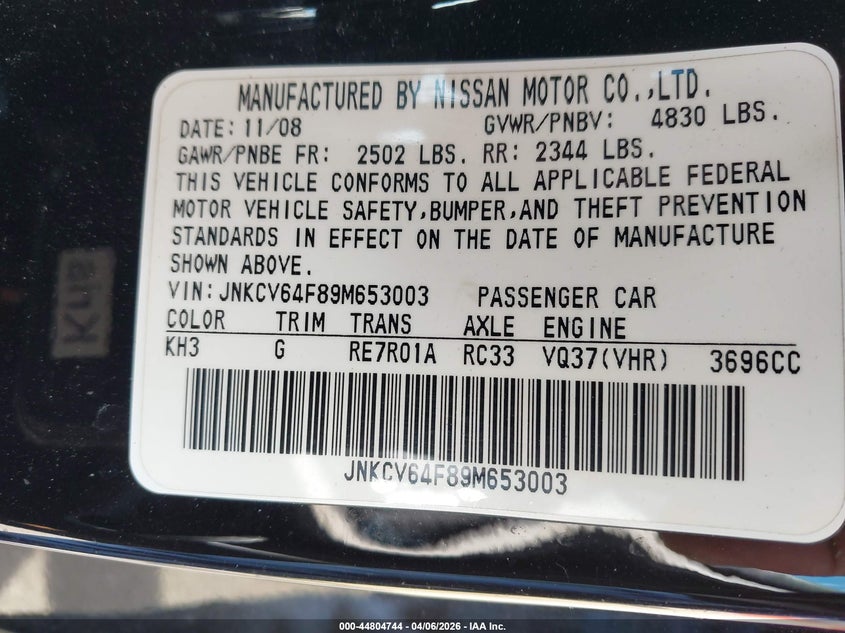 MANUFACTURED BY NISSAN MOTOR CO.,LTD.
DATE: 11/08 GVWR/PNBV: 4830 LBS.
GAWR/PNBE FR: 2502 LBS. RR: 2344 LBS.
THIS VEHICLE CONFORMS TO ALL APPLICABLE FEDERAL
MOTOR VEHICLE SAFETY,BUMPER,AND THEFT PREVENTION
STANDARDS IN EFFECT ON THE DATE OF MANUFACTURE
SHOWN ABOVE.
VIN: JNKCV64F89M653003 PASSENGER CAR
COLOR TRIM TRANS AXLE ENGINE
KH3 G RE7R01A RC33 VQ37(VHR) 3696CC
JNKCV64F89M653003
000-44804744 - 04/06/2026 - IAA Inc.